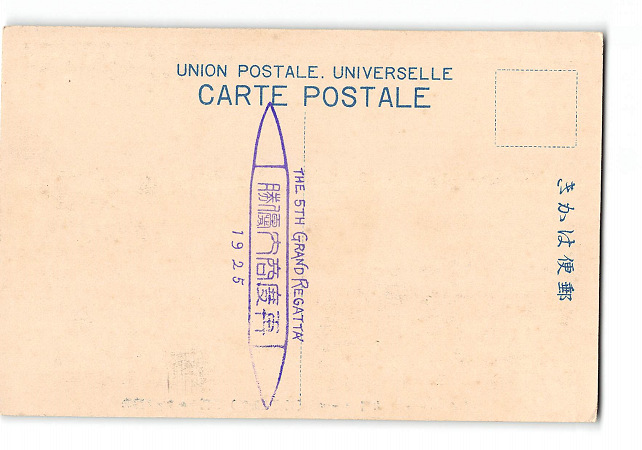 UNION POSTALE. UNIVERSELLE
CARTE POSTALE
THE 5TH GRAND REGATTA
1925
きかは便郵